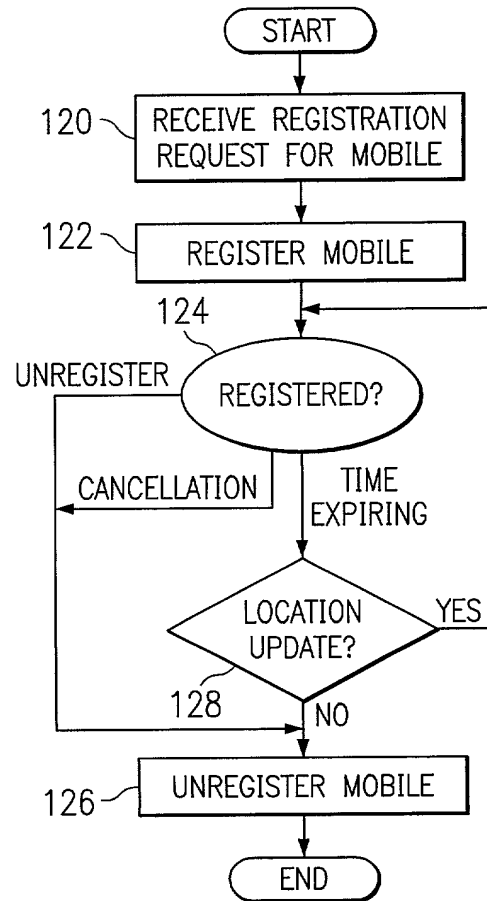 START
120
RECEIVE REGISTRATION
REQUEST FOR MOBILE
122
REGISTER MOBILE
124
UNREGISTER
REGISTERED?
CANCELLATION
TIME
EXPIRING
LOCATION
UPDATE?
YES
128
NO
126
UNREGISTER MOBILE
END